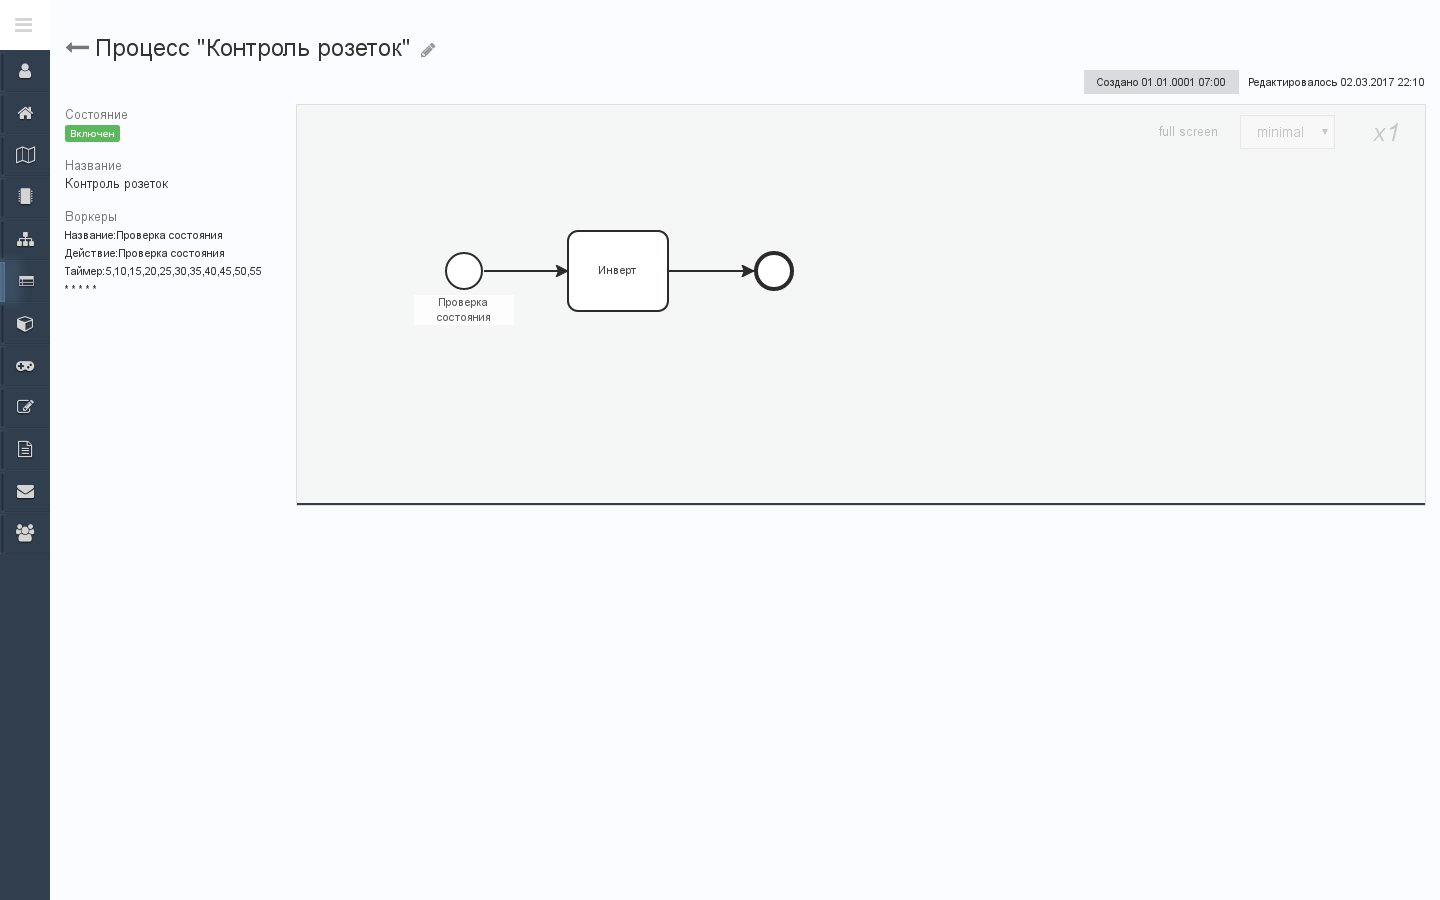 Процесс "Контроль розеток"
Создано 01.01.0001 07:00
Редактировалось 02.03.2017 22:10
Состояние
Включен
Название
Контроль розеток
Воркеры
Название:Проверка состояния
Действие:Проверка состояния
Таймер:5,10,15,20,25,30,35,40,45,50,55
* * * * *
full screen
minimal
x1
Проверка
состояния
Инверт